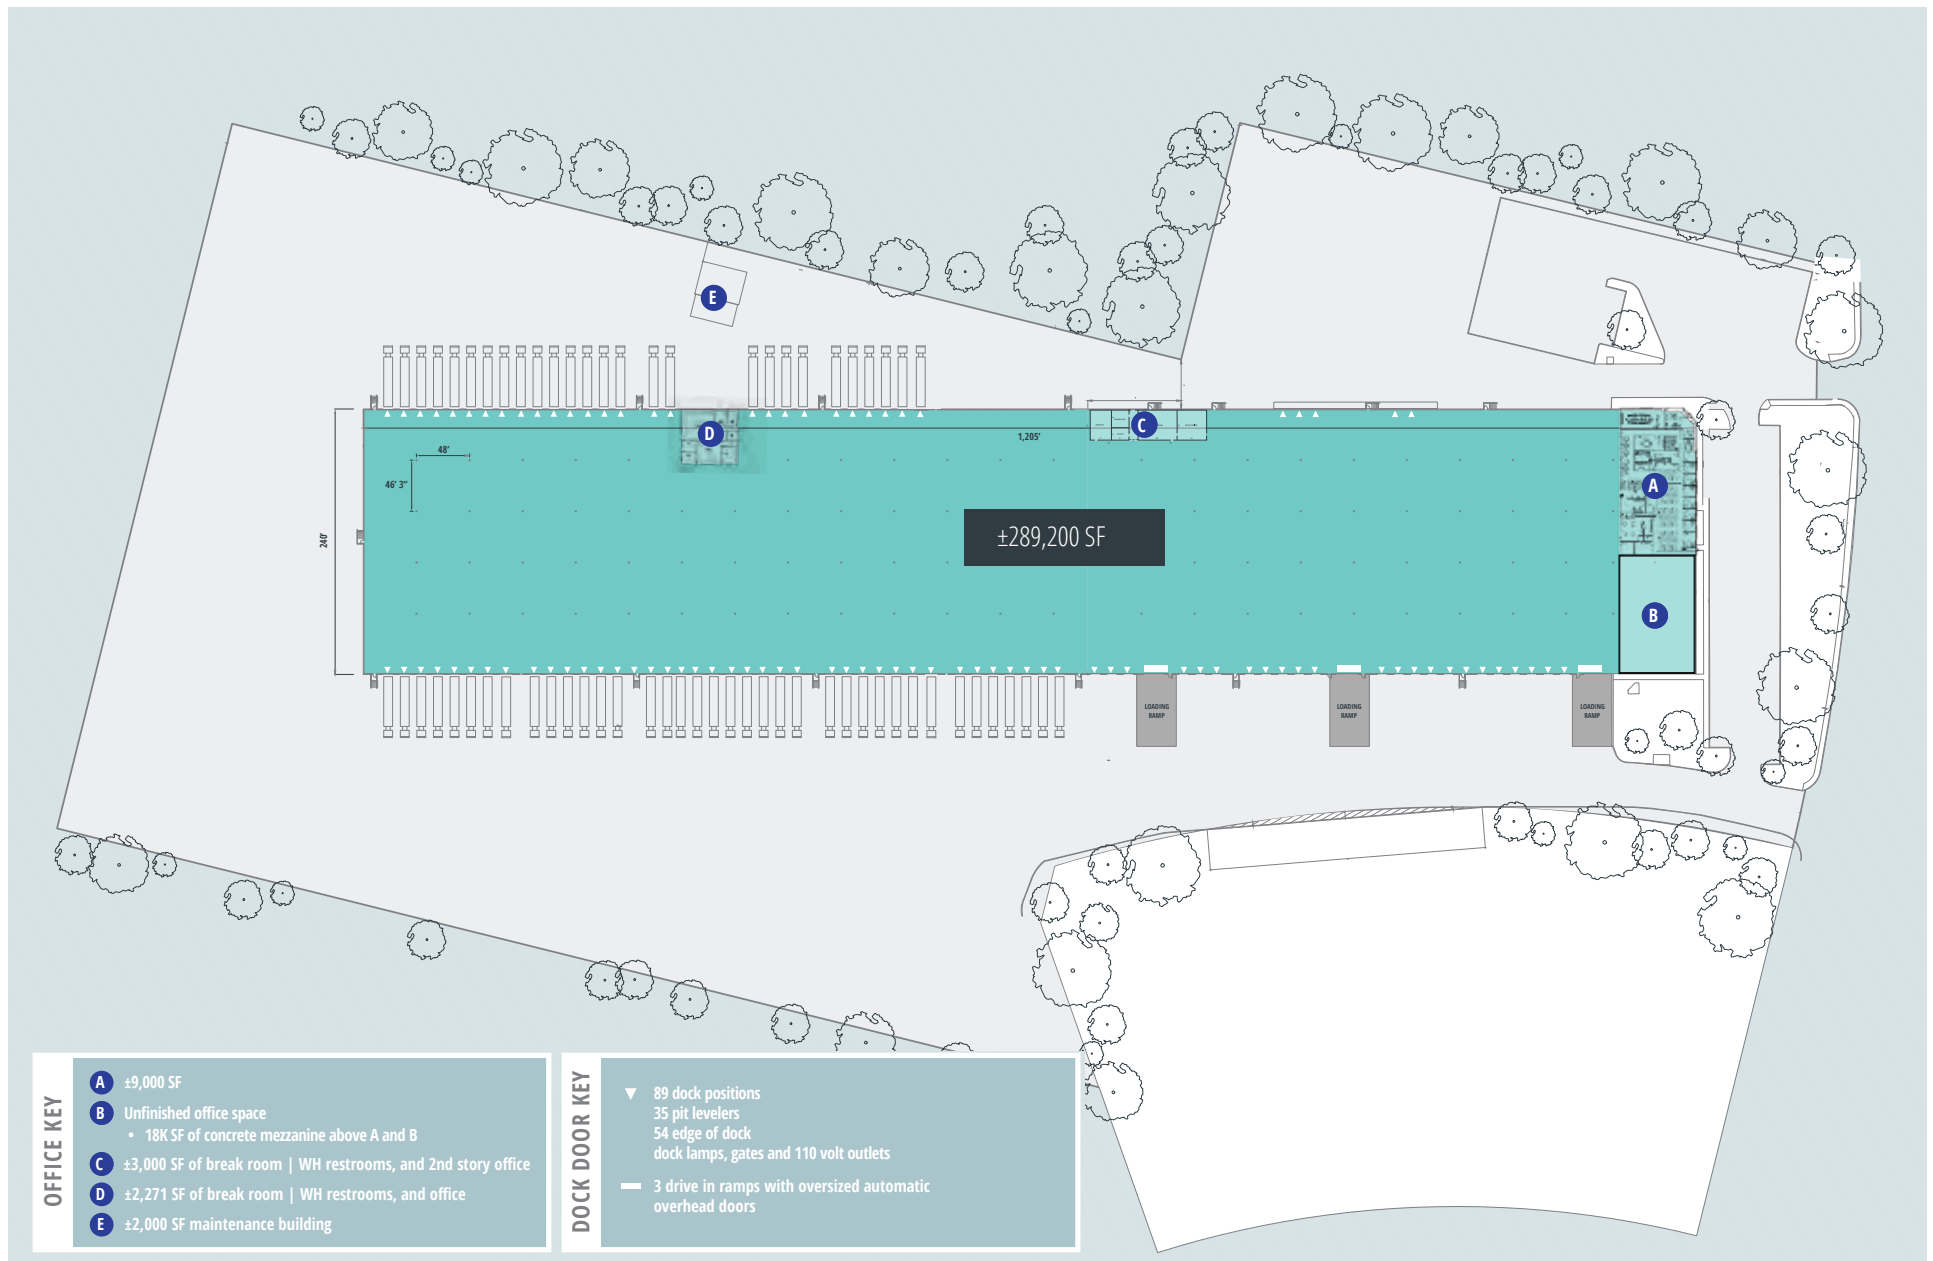 E
D
C
1,205'
48'
46' 3"
240'
±289,200 SF
A
B
LOADING
RAMP
LOADING
RAMP
LOADING
RAMP
OFFICE KEY
A ±9,000 SF
B Unfinished office space
• 18K SF of concrete mezzanine above A and B
C ±3,000 SF of break room | WH restrooms, and 2nd story office
D ±2,271 SF of break room | WH restrooms, and office
E ±2,000 SF maintenance building
DOCK DOOR KEY
89 dock positions
35 pit levelers
54 edge of dock
dock lamps, gates and 110 volt outlets
3 drive in ramps with oversized automatic
overhead doors